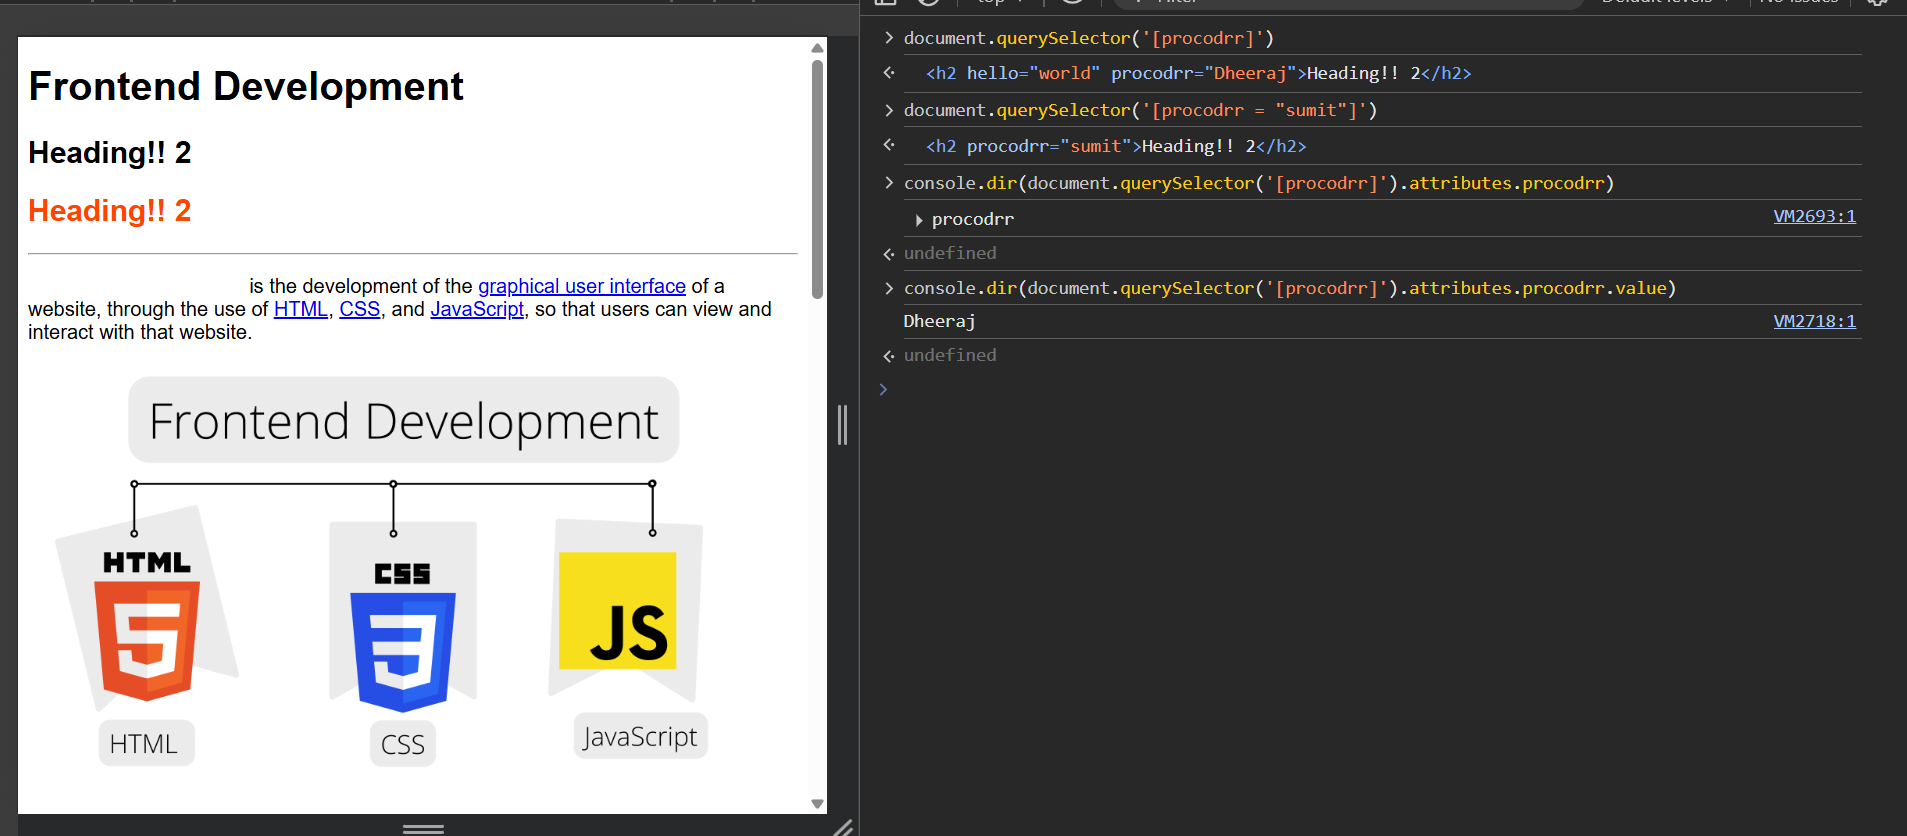 Frontend Development
Heading!! 2
Heading!! 2
is the development of the graphical user interface of a
website, through the use of HTML, CSS, and JavaScript, so that users can view and
interact with that website.
Frontend Development
HTML
CSS
JS
HTML
CSS
JavaScript
document.querySelector('[procodrr]')
<h2 hello="world" procodrr="Dheeraj">Heading!! 2</h2>
document.querySelector('[procodrr = "sumit"]')
<h2 procodrr="sumit">Heading!! 2</h2>
console.dir(document.querySelector('[procodrr]').attributes.procodrr)
procodrr VM2693:1
undefined
console.dir(document.querySelector('[procodrr]').attributes.procodrr.value)
Dheeraj VM2718:1
undefined